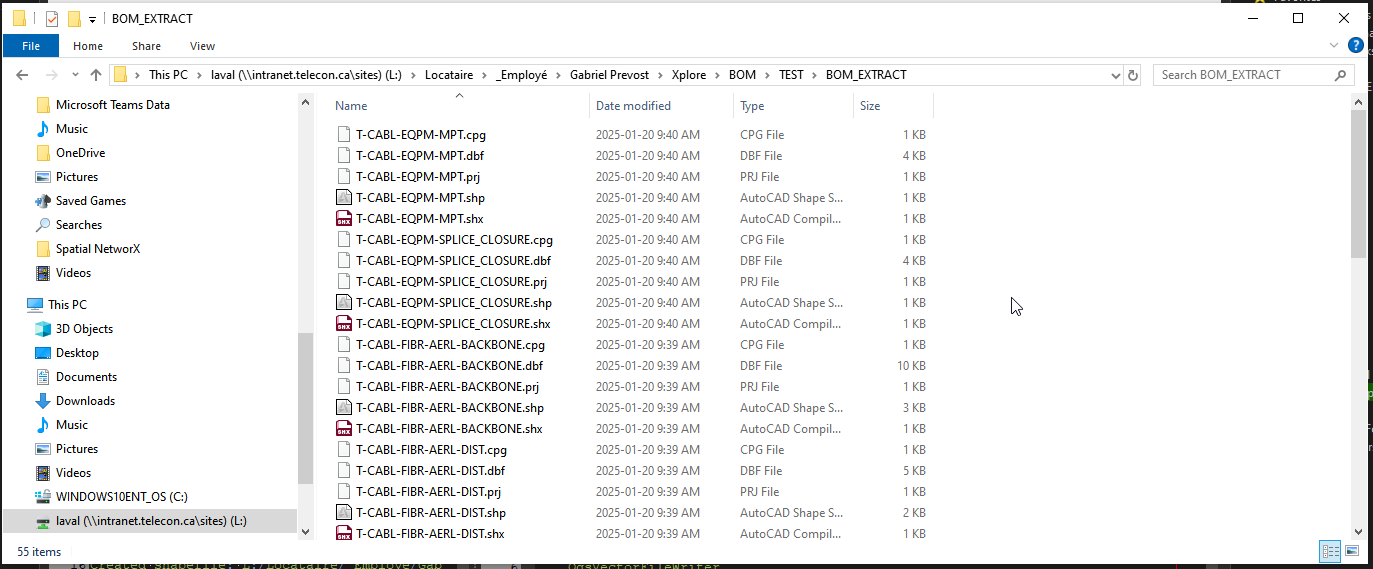 BOM_EXTRACT
File Home Share View
This PC laval (\\intranet.telecon.ca\sites) (L:) Locataire _Employé Gabriel Prevost Xplore BOM TEST BOM_EXTRACT Search BOM_EXTRACT
Microsoft Teams Data
Music
OneDrive
Pictures
Saved Games
Searches
Spatial NetworX
Videos
This PC
3D Objects
Desktop
Documents
Downloads
Music
Pictures
Videos
WINDOWS10ENT_OS (C:)
laval (\\intranet.telecon.ca\sites) (L:)
Name Date modified Type Size
T-CABL-EQPM-MPT.cpg 2025-01-20 9:40 AM CPG File 1 KB
T-CABL-EQPM-MPT.dbf 2025-01-20 9:40 AM DBF File 4 KB
T-CABL-EQPM-MPT.prj 2025-01-20 9:40 AM PRJ File 1 KB
T-CABL-EQPM-MPT.shp 2025-01-20 9:40 AM AutoCAD Shape S... 1 KB
SHX T-CABL-EQPM-MPT.shx 2025-01-20 9:40 AM AutoCAD Compil... 1 KB
T-CABL-EQPM-SPLICE_CLOSURE.cpg 2025-01-20 9:40 AM CPG File 1 KB
T-CABL-EQPM-SPLICE_CLOSURE.dbf 2025-01-20 9:40 AM DBF File 4 KB
T-CABL-EQPM-SPLICE_CLOSURE.prj 2025-01-20 9:40 AM PRJ File 1 KB
T-CABL-EQPM-SPLICE_CLOSURE.shp 2025-01-20 9:40 AM AutoCAD Shape S... 1 KB
SHX T-CABL-EQPM-SPLICE_CLOSURE.shx 2025-01-20 9:40 AM AutoCAD Compil... 1 KB
T-CABL-FIBR-AERL-BACKBONE.cpg 2025-01-20 9:39 AM CPG File 1 KB
T-CABL-FIBR-AERL-BACKBONE.dbf 2025-01-20 9:39 AM DBF File 10 KB
T-CABL-FIBR-AERL-BACKBONE.prj 2025-01-20 9:39 AM PRJ File 1 KB
T-CABL-FIBR-AERL-BACKBONE.shp 2025-01-20 9:39 AM AutoCAD Shape S... 3 KB
SHX T-CABL-FIBR-AERL-BACKBONE.shx 2025-01-20 9:39 AM AutoCAD Compil... 1 KB
T-CABL-FIBR-AERL-DIST.cpg 2025-01-20 9:39 AM CPG File 1 KB
T-CABL-FIBR-AERL-DIST.dbf 2025-01-20 9:39 AM DBF File 5 KB
T-CABL-FIBR-AERL-DIST.prj 2025-01-20 9:39 AM PRJ File 1 KB
T-CABL-FIBR-AERL-DIST.shp 2025-01-20 9:39 AM AutoCAD Shape S... 2 KB
SHX T-CABL-FIBR-AERL-DIST.shx 2025-01-20 9:39 AM AutoCAD Compil... 1 KB
55 items